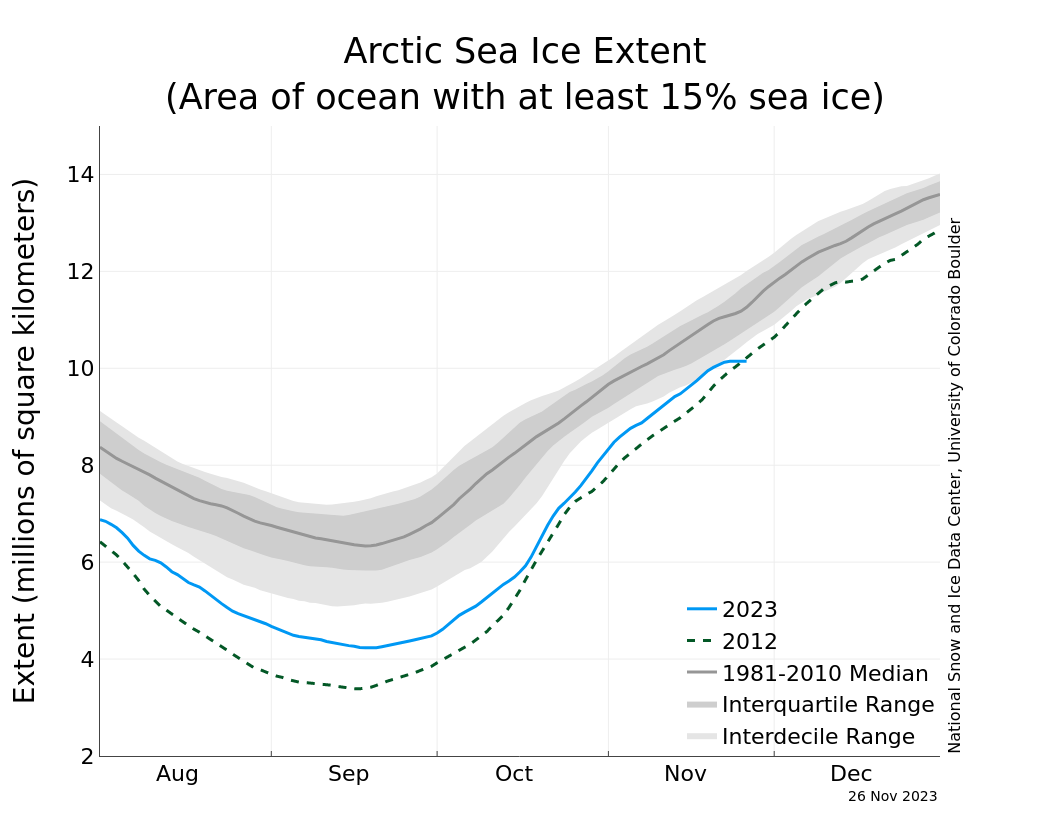 Arctic Sea Ice Extent
(Area of ocean with at least 15% sea ice)
Extent (millions of square kilometers)
14
12
10
8
6
4
2
Aug
Sep
Oct
Nov
Dec
2023
2012
1981-2010 Median
Interquartile Range
Interdecile Range
National Snow and Ice Data Center, University of Colorado Boulder
26 Nov 2023